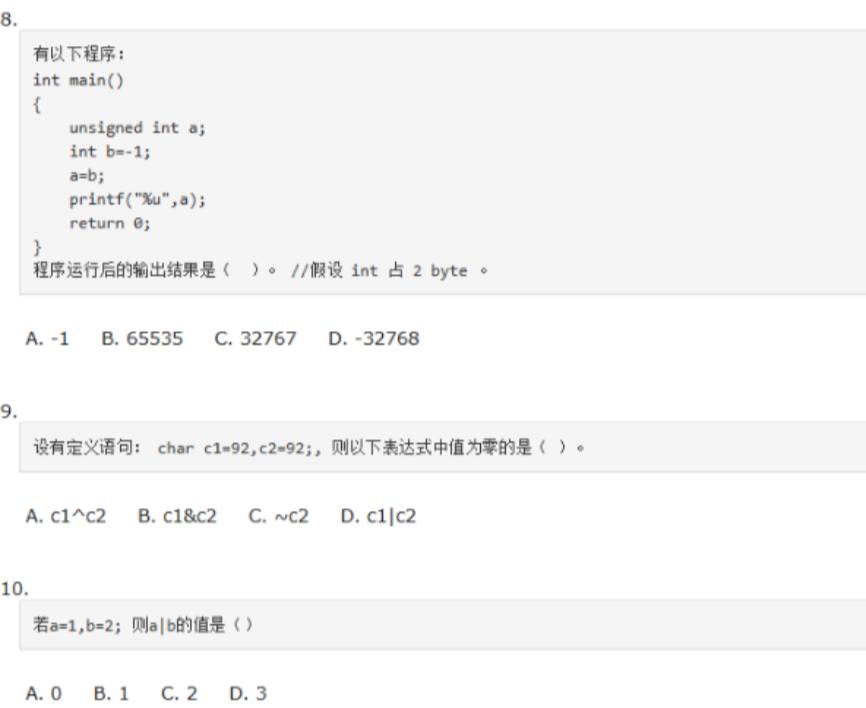 8.
有以下程序:
int main()
{
unsigned int a;
int b=-1;
a=b;
printf("%u",a);
return 0;
}
程序运行后的输出结果是（ ）。 //假设 int 占 2 byte 。
A. -1 B. 65535 C. 32767 D. -32768
9.
设有定义语句: char c1=92,c2=92;, 则以下表达式中值为零的是（ ）。
A. c1^c2 B. c1&c2 C. ~c2 D. c1|c2
10.
若a=1,b=2; 则a|b的值是（）
A. 0 B. 1 C. 2 D. 3